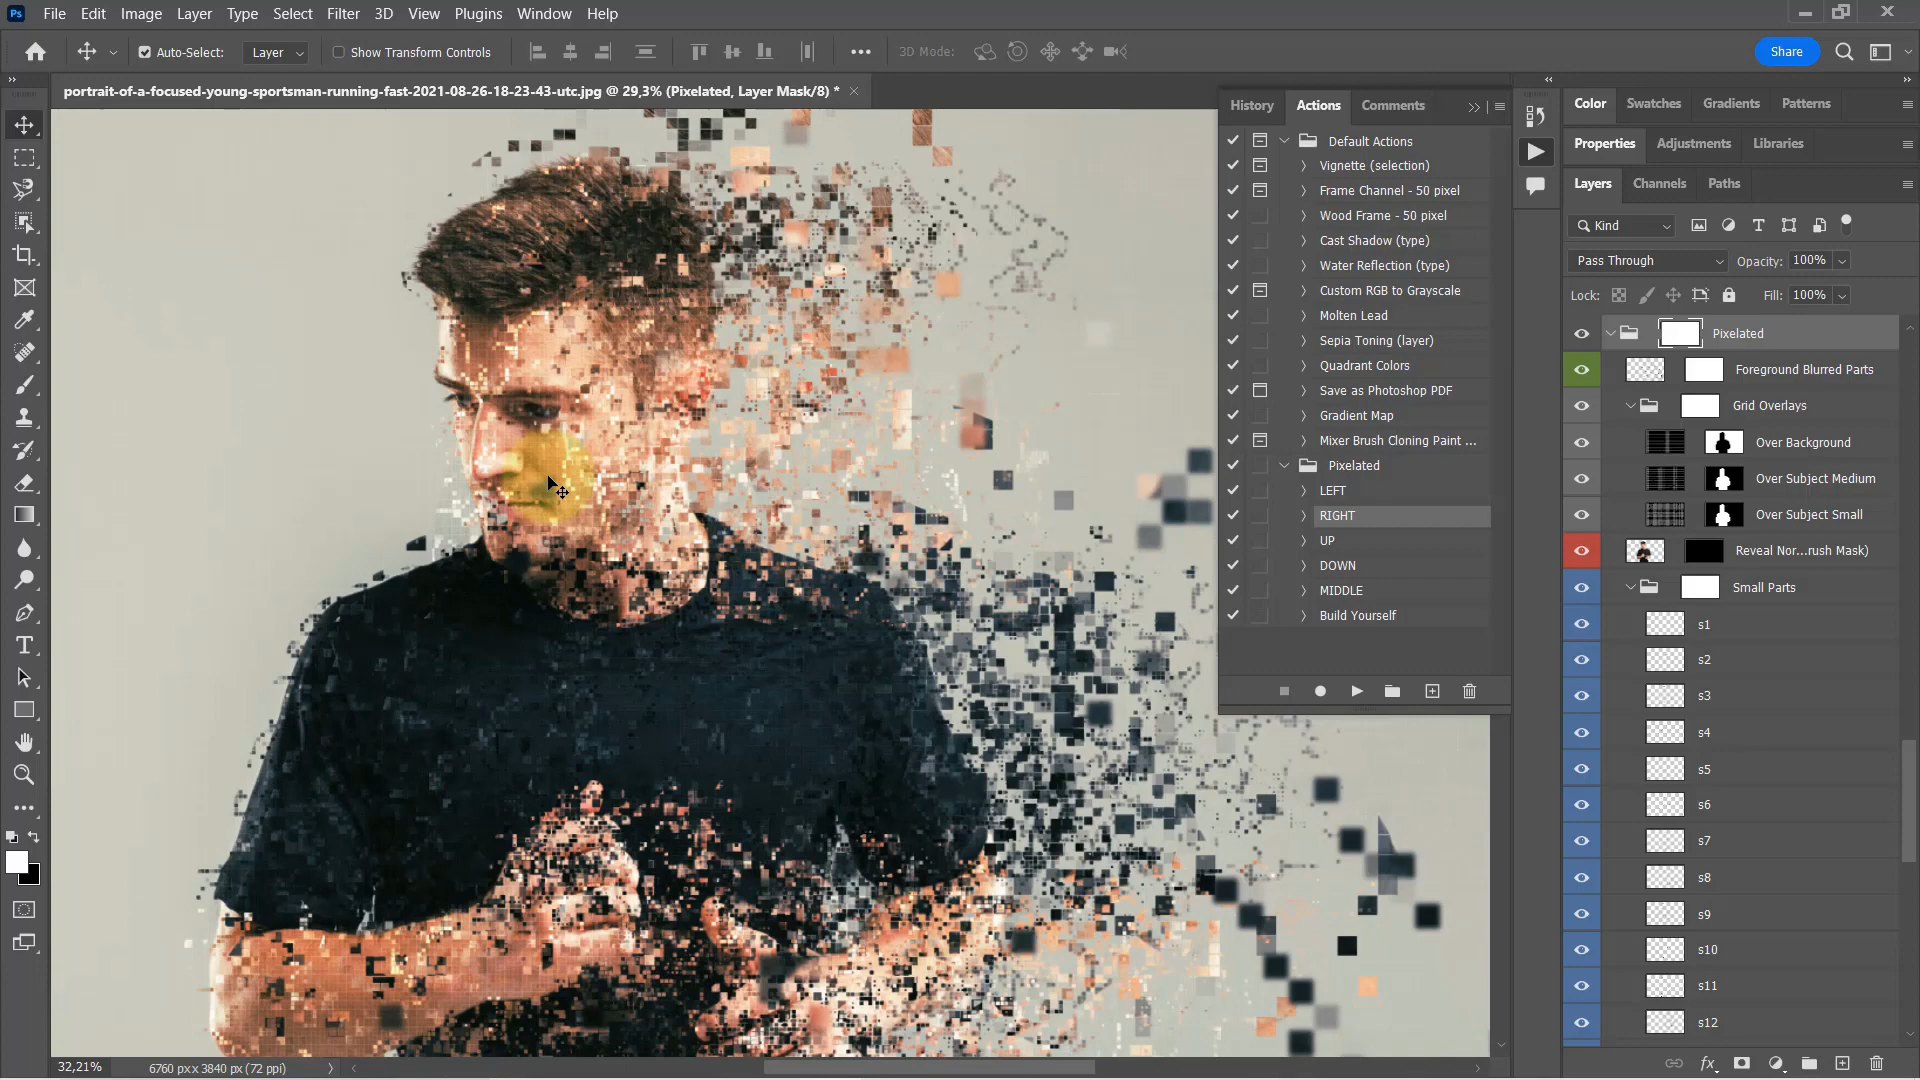 Ps File Edit Image Layer Type Select Filter 3D View Plugins Window Help
Auto-Select: Layer Show Transform Controls 3D Mode: Share
portrait-of-a-focused-young-sportsman-running-fast-2021-08-26-18-23-43-utc.jpg @ 29,3% (Pixelated, Layer Mask/8) *
History Actions Comments
Default Actions
Vignette (selection)
Frame Channel - 50 pixel
Wood Frame - 50 pixel
Cast Shadow (type)
Water Reflection (type)
Custom RGB to Grayscale
Molten Lead
Sepia Toning (layer)
Quadrant Colors
Save as Photoshop PDF
Gradient Map
Mixer Brush Cloning Paint ...
Pixelated
LEFT
RIGHT
UP
DOWN
MIDDLE
Build Yourself
Color Swatches Gradients Patterns
Properties Adjustments Libraries
Layers Channels Paths
Kind
Pass Through Opacity: 100%
Lock: Fill: 100%
Pixelated
Foreground Blurred Parts
Grid Overlays
Over Background
Over Subject Medium
Over Subject Small
Reveal Nor...rush Mask)
Small Parts
s1
s2
s3
s4
s5
s6
s7
s8
s9
s10
s11
s12
fx
32,21% 6760 px x 3840 px (72 ppi)